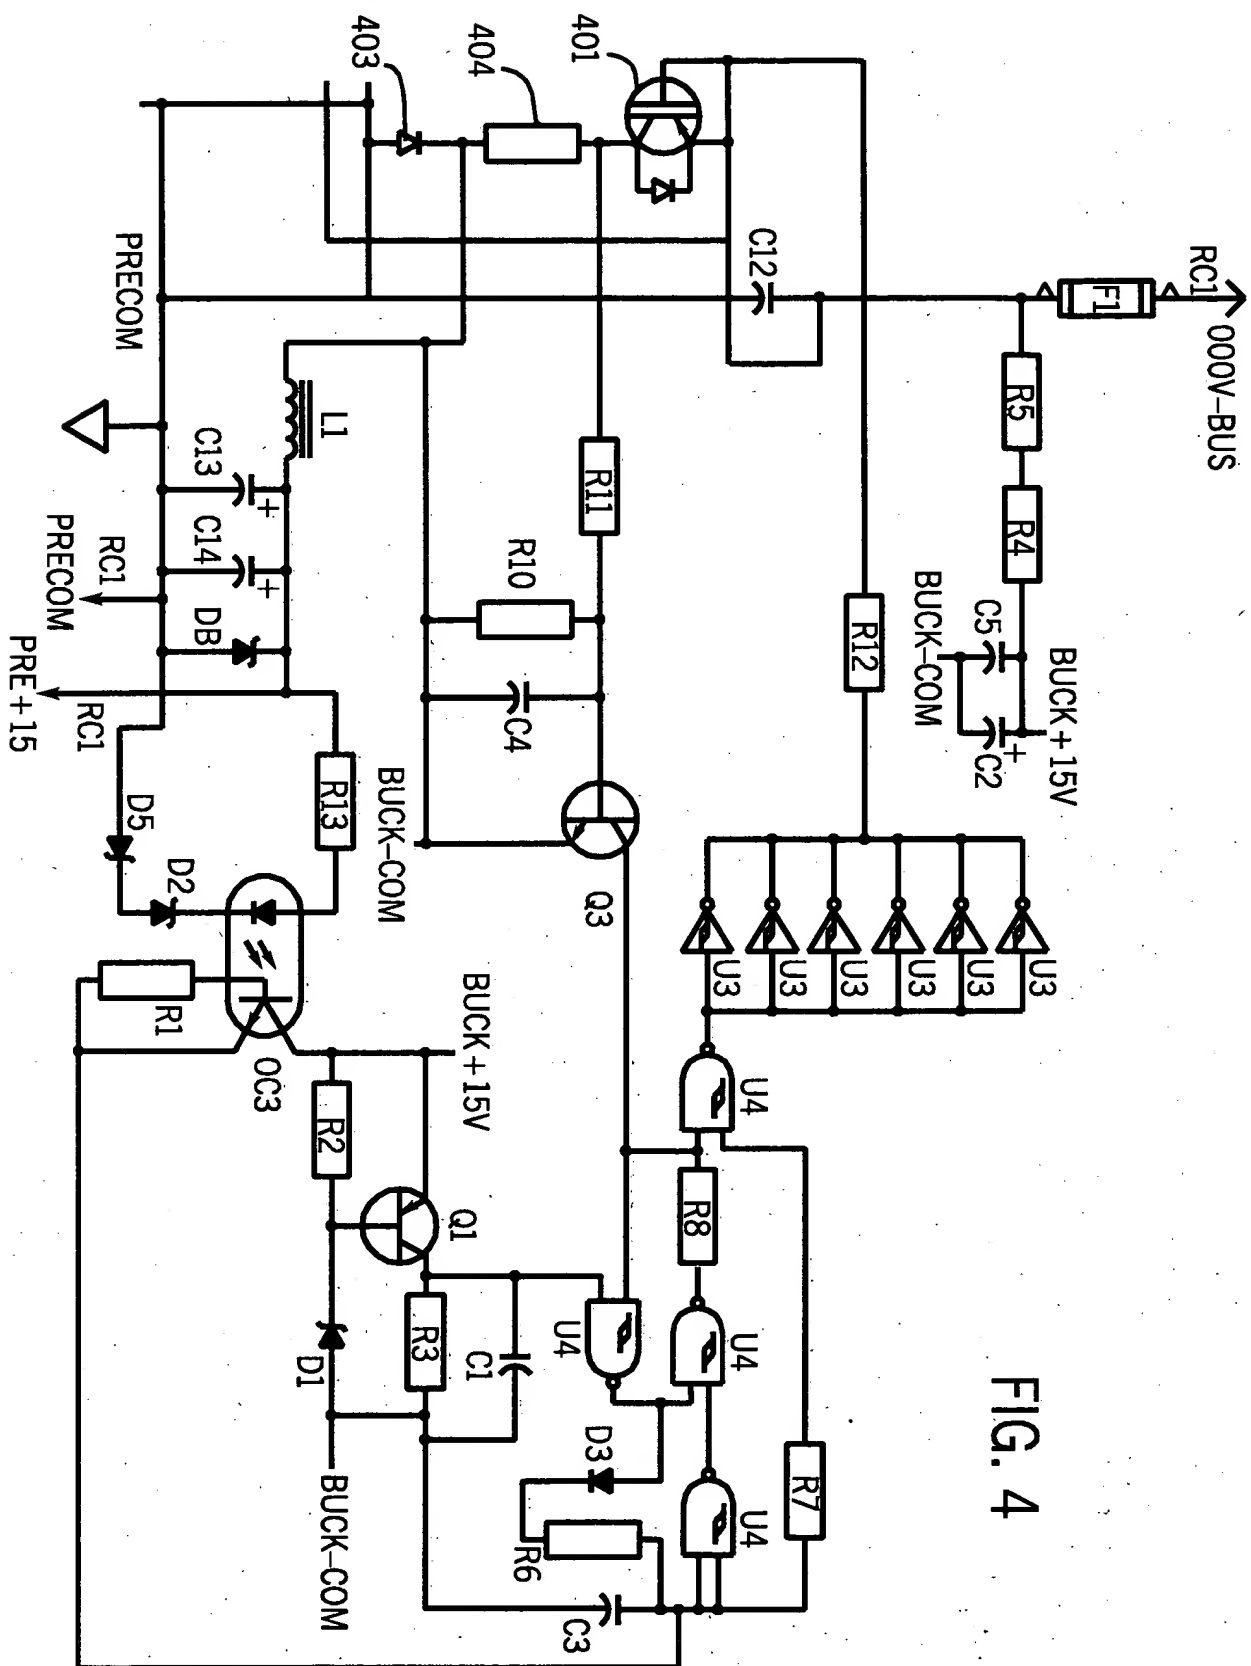 FIG. 4
RC1
000V-BUS
F1
R5
R4
C5
C2
+
BUCK+15V
BUCK-COM
C12
R12
U3
U3
U3
U3
U3
U3
U4
R7
401
404
403
R11
R10
C4
Q3
R8
U4
U4
U4
D3
R6
C3
PRECOM
L1
C13
+
C14
+
DB
RC1
PRECOM
RC1
PRE+15
BUCK-COM
R13
D5
D2
R1
OC3
BUCK+15V
R2
Q1
R3
C1
D1
BUCK-COM